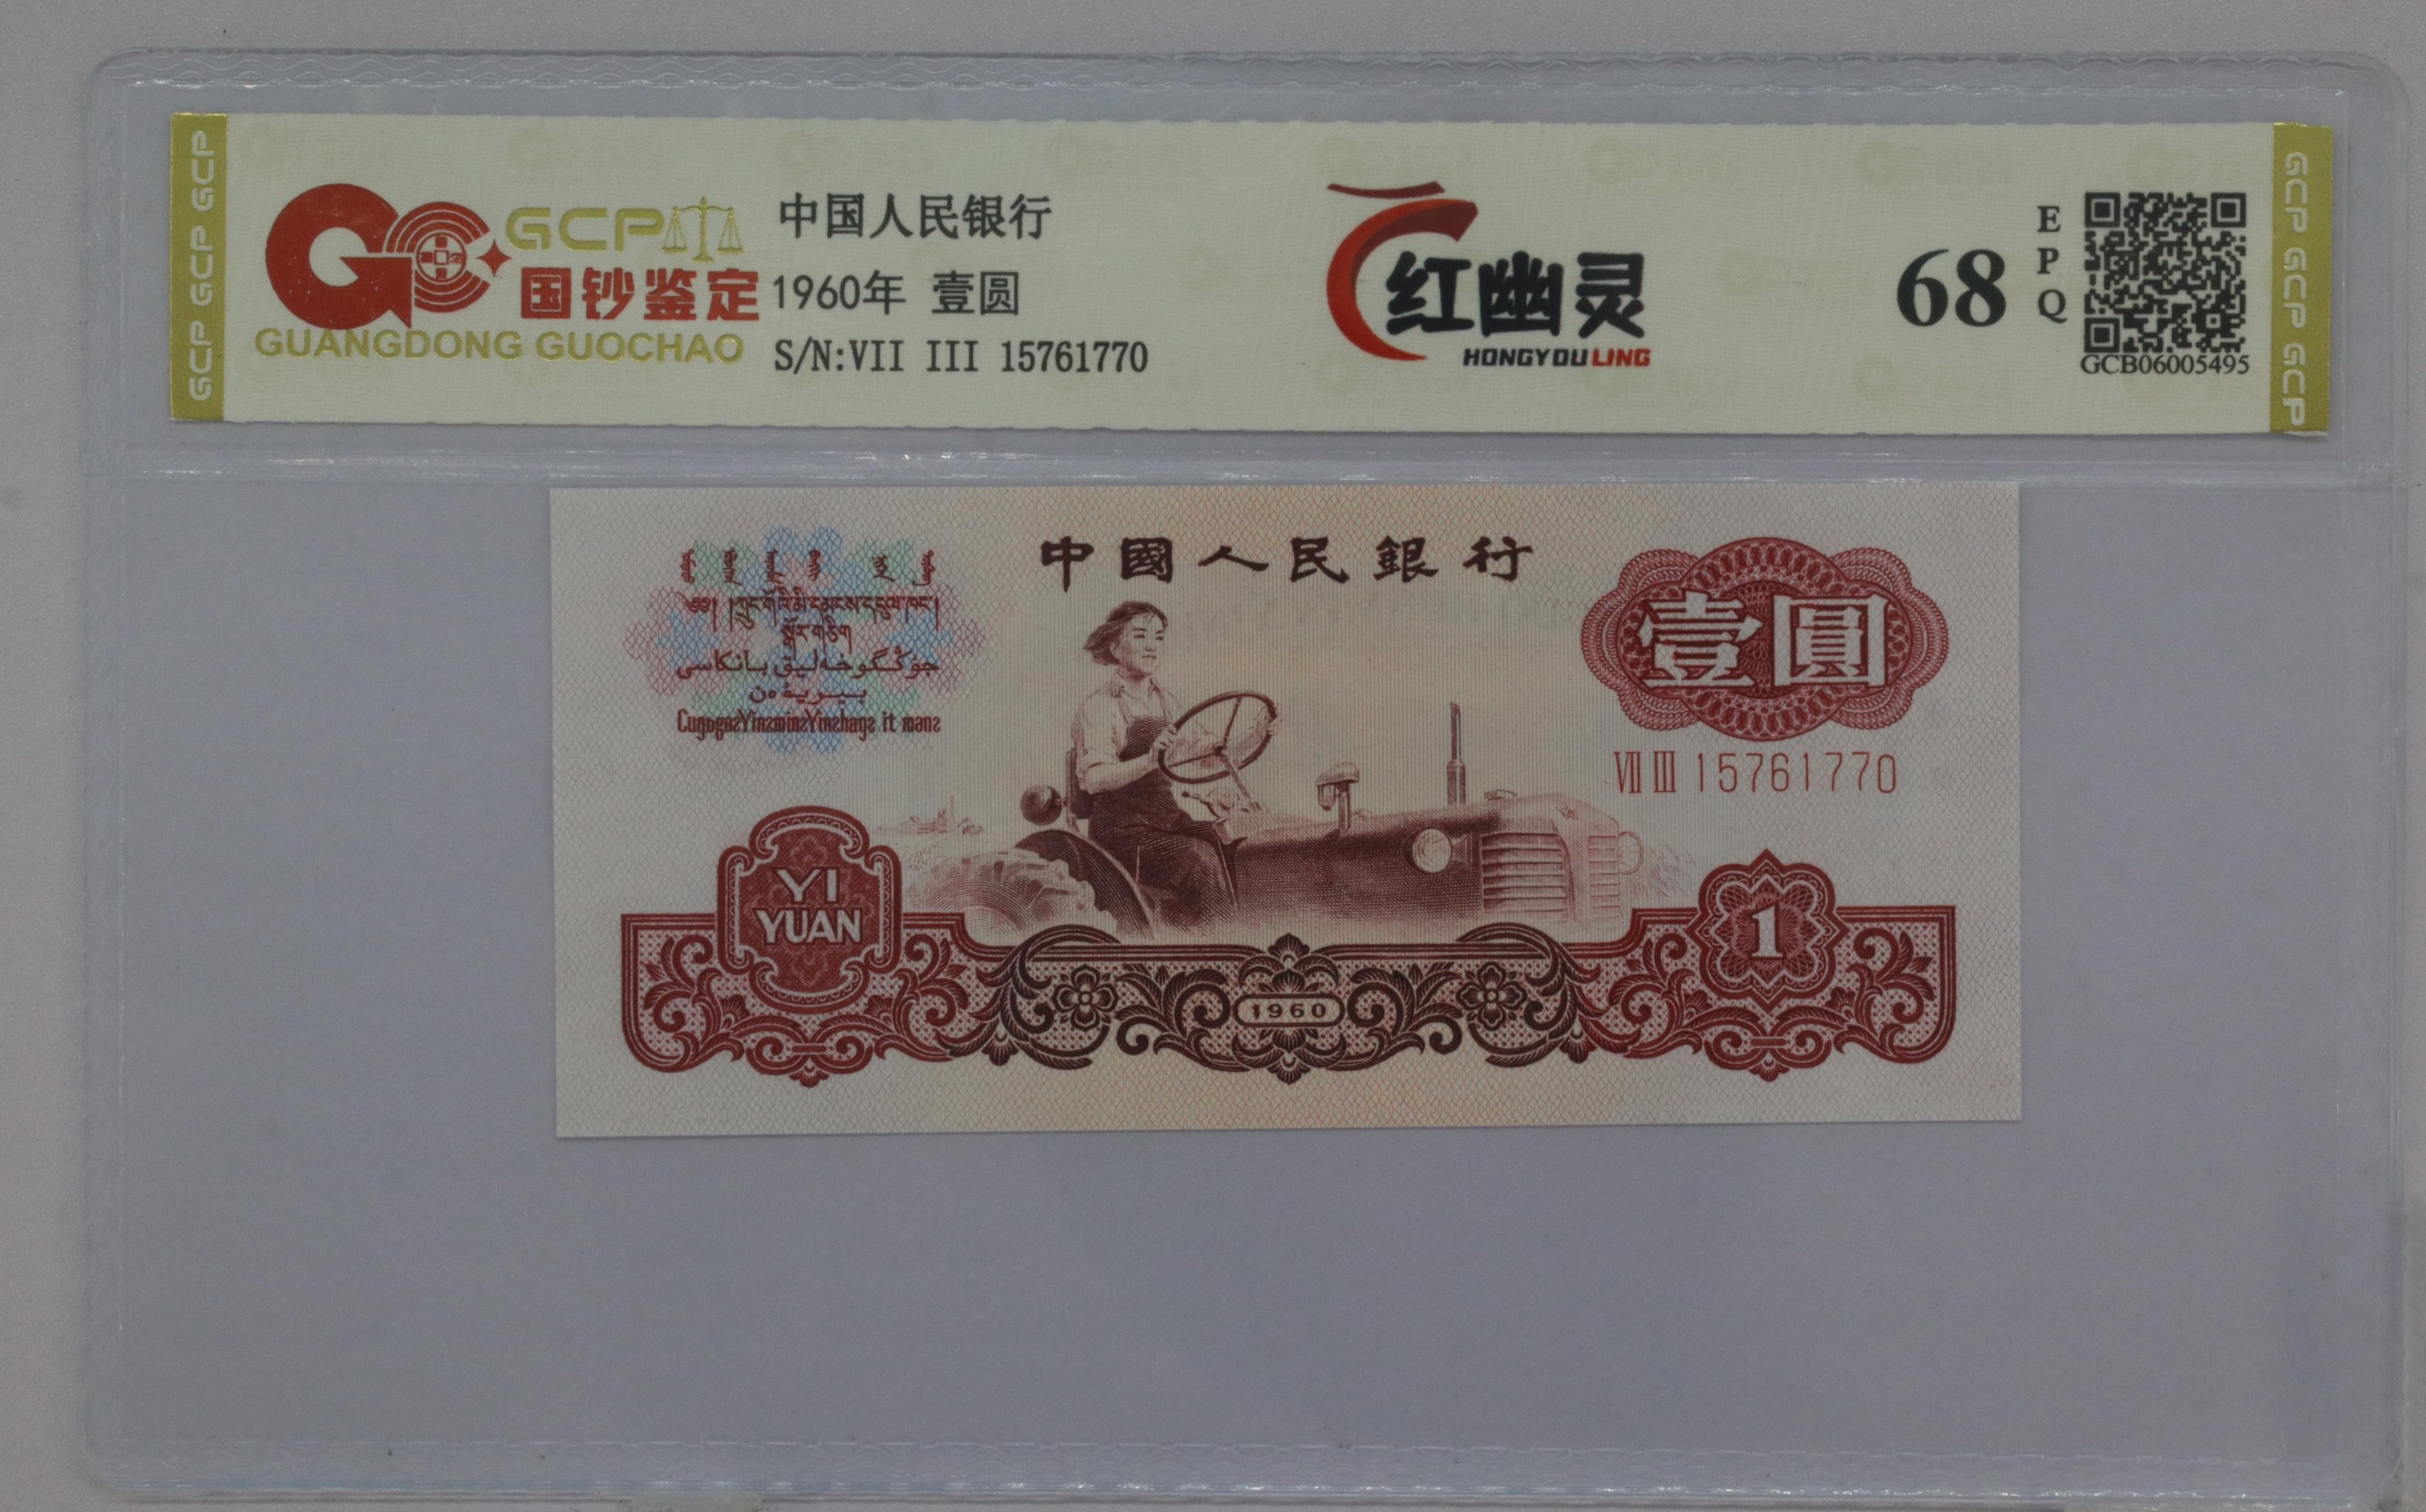 GCP GCP GCP
GC
GCP
国钞鉴定
GUANGDONG GUOCHAO
中国人民银行
1960年 壹圆
S/N:VII III 15761770
红幽灵
HONGYOULING
68
EPQ
GCB06005495
GCP GCP GCP
中國人民銀行
壹圓
VII III 15761770
YI
YUAN
1960
1